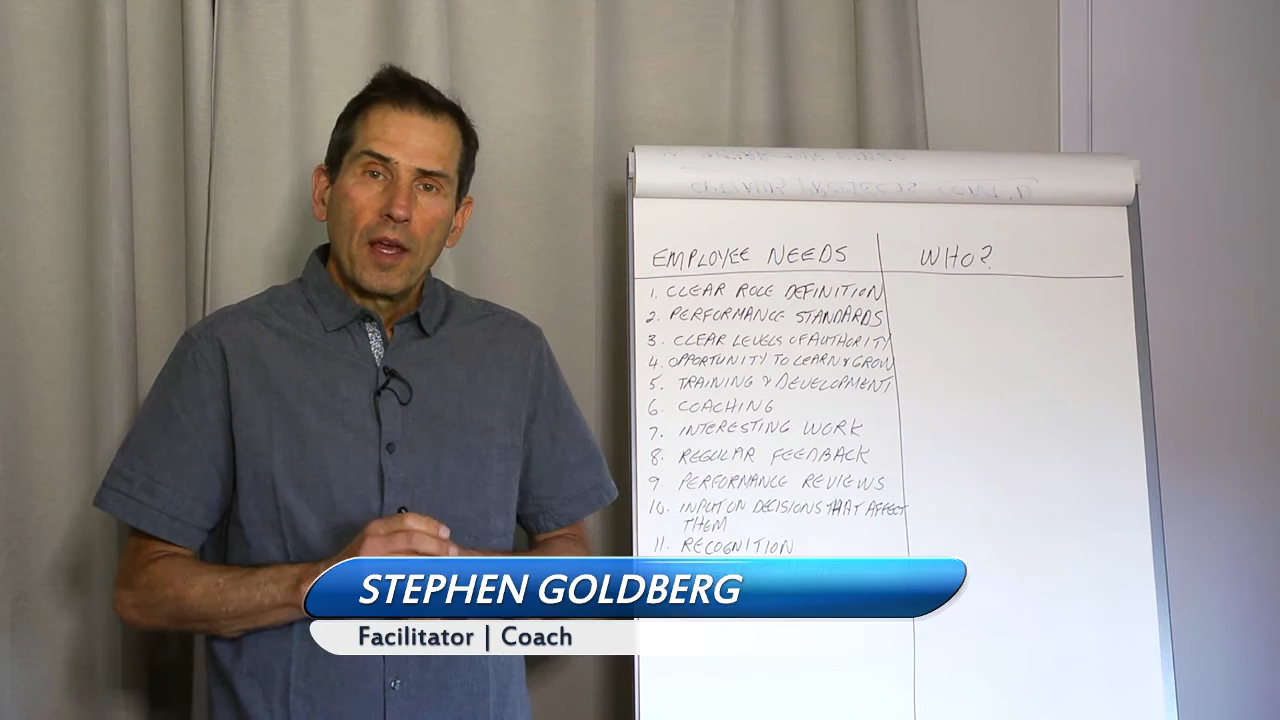 EMPLOYEE NEEDS
WHO?
1. CLEAR ROLE DEFINITION
2. PERFORMANCE STANDARDS
3. CLEAR LEVELS OF AUTHORITY
4. OPPORTUNITY TO LEARN & GROW
5. TRAINING & DEVELOPMENT
6. COACHING
7. INTERESTING WORK
8. REGULAR FEEDBACK
9. PERFORMANCE REVIEWS
10. INPUT ON DECISIONS THAT AFFECT
THEM
11. RECOGNITION
STEPHEN GOLDBERG
Facilitator | Coach